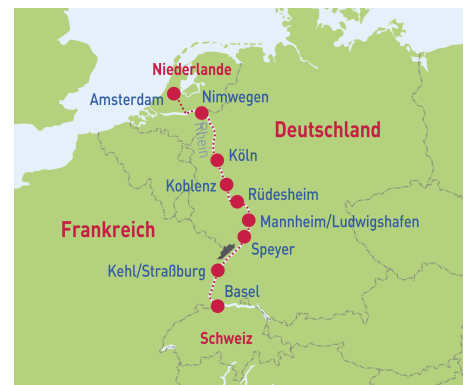 Niederlande
Amsterdam
Nimwegen
Rhein
Deutschland
Köln
Koblenz
Rüdesheim
Mannheim/Ludwigshafen
Frankreich
Speyer
Kehl/Straßburg
Basel
Schweiz